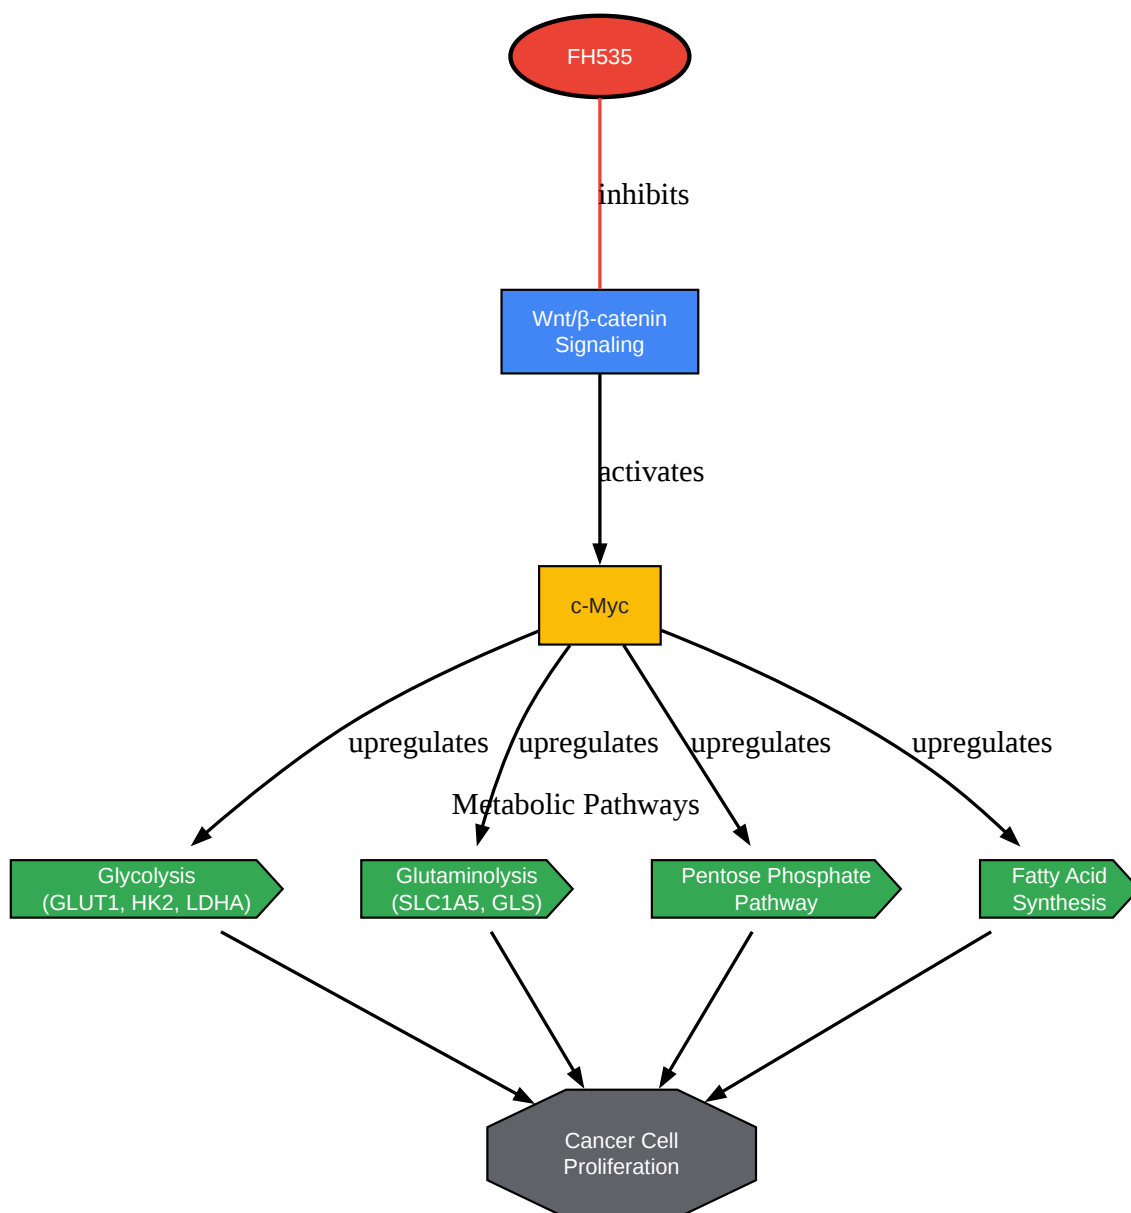 FH535
inhibits
Wnt/β-catenin
Signaling
activates
c-Myc
upregulates
upregulates
upregulates
upregulates
Metabolic Pathways
Glycolysis
(GLUT1, HK2, LDHA)
Glutaminolysis
(SLC1A5, GLS)
Pentose Phosphate
Pathway
Fatty Acid
Synthesis
Cancer Cell
Proliferation